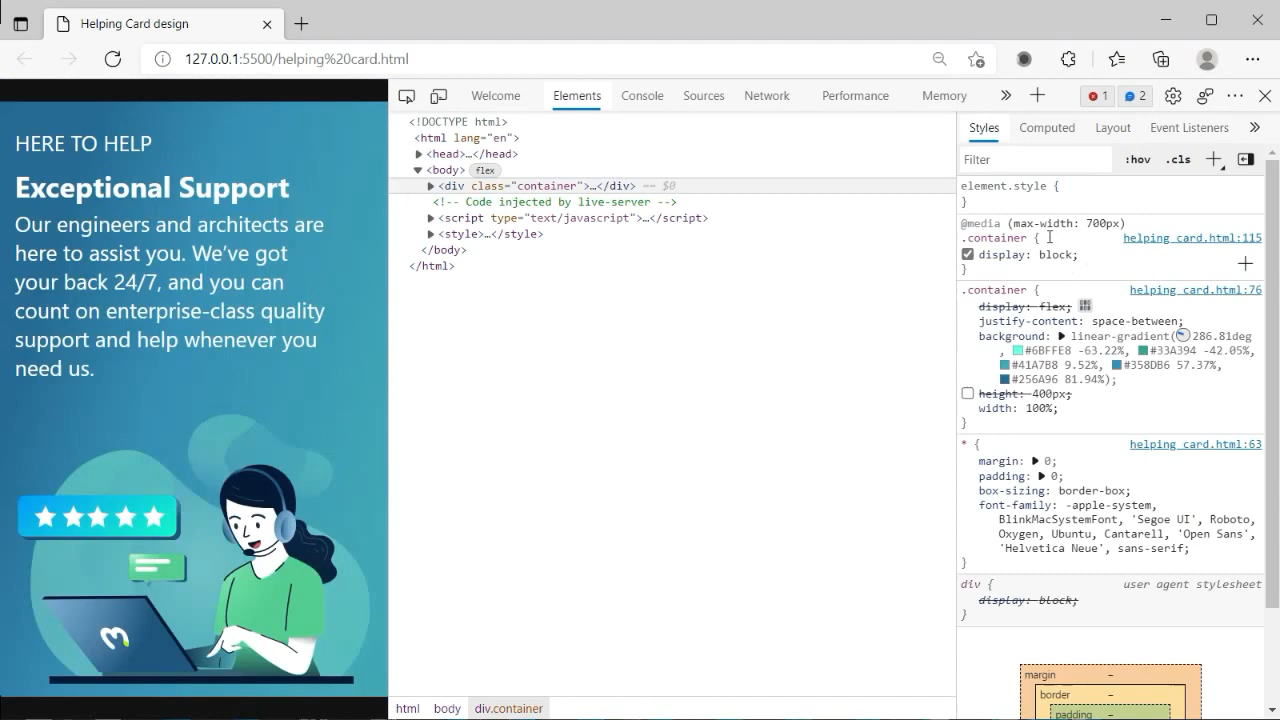 Helping Card design
127.0.0.1:5500/helping%20card.html
HERE TO HELP
Exceptional Support
Our engineers and architects are
here to assist you. We’ve got
your back 24/7, and you can
count on enterprise-class quality
support and help whenever you
need us.
Welcome Elements Console Sources Network Performance Memory 1 2
<!DOCTYPE html>
<html lang="en">
<head>…</head>
<body> flex
<div class="container">…</div> == $0
<!-- Code injected by live-server -->
<script type="text/javascript">…</script>
<style>…</style>
</body>
</html>
html body div.container
Styles Computed Layout Event Listeners
Filter :hov .cls
element.style {
}
@media (max-width: 700px)
.container { helping card.html:115
display: block;
}
.container { helping card.html:76
display: flex;
justify-content: space-between;
background: linear-gradient(286.81deg
, #6BFFE8 -63.22%, #33A394 -42.05%,
#41A7B8 9.52%, #358DB6 57.37%,
#256A96 81.94%);
height: 400px;
width: 100%;
}
* { helping card.html:63
margin: 0;
padding: 0;
box-sizing: border-box;
font-family: -apple-system,
BlinkMacSystemFont, 'Segoe UI', Roboto,
Oxygen, Ubuntu, Cantarell, 'Open Sans',
'Helvetica Neue', sans-serif;
}
div { user agent stylesheet
display: block;
}
margin –
border –
padding –